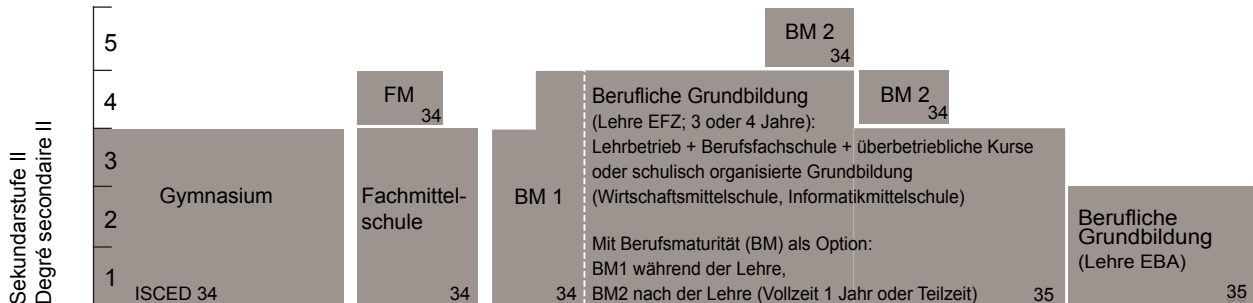 Sekundarstufe II
Degré secondaire II
5
4
3
2
1
Gymnasium
ISCED 34
FM
34
Fachmittel-
schule
34
BM 1
34
BM 2
34
BM 2
34
Berufliche Grundbildung
(Lehre EFZ; 3 oder 4 Jahre):
Lehrbetrieb + Berufsfachschule + überbetriebliche Kurse
oder schulisch organisierte Grundbildung
(Wirtschaftsmittelschule, Informatikmittelschule)
Mit Berufsmaturität (BM) als Option:
BM1 während der Lehre,
BM2 nach der Lehre (Vollzeit 1 Jahr oder Teilzeit)
35
Berufliche
Grundbildung
(Lehre EBA)
35